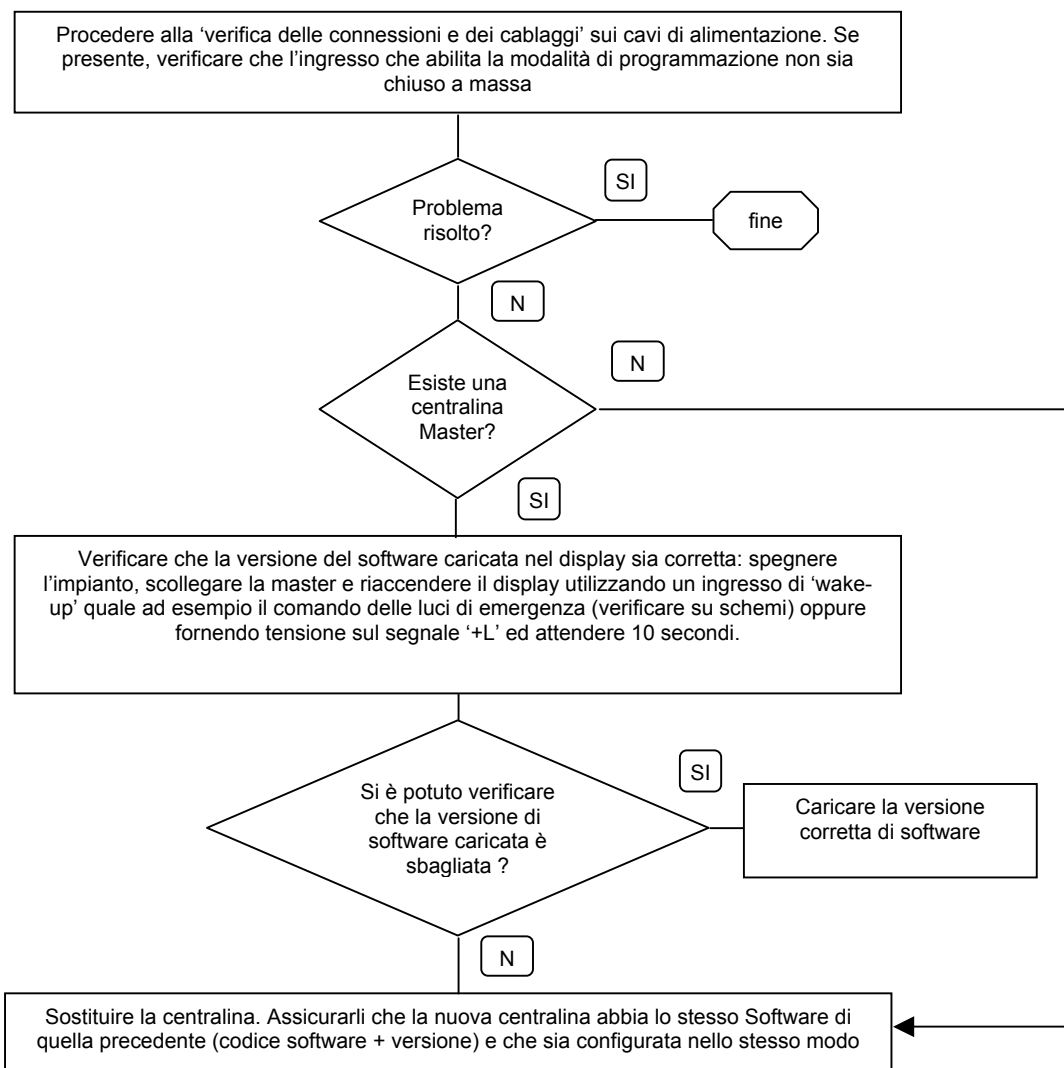 Procedere alla ‘verifica delle connessioni e dei cablaggi’ sui cavi di alimentazione. Se
presente, verificare che l’ingresso che abilita la modalità di programmazione non sia
chiuso a massa
SI
Problema
risolto?
fine
N
N
Esiste una
centralina
Master?
SI
Verificare che la versione del software caricata nel display sia corretta: spegnere
l’impianto, scollegare la master e riaccendere il display utilizzando un ingresso di ‘wake-
up’ quale ad esempio il comando delle luci di emergenza (verificare su schemi) oppure
fornendo tensione sul segnale ‘+L’ ed attendere 10 secondi.
SI
Si è potuto verificare
che la versione di
software caricata è
sbagliata ?
Caricare la versione
corretta di software
N
Sostituire la centralina. Assicurarli che la nuova centralina abbia lo stesso Software di
quella precedente (codice software + versione) e che sia configurata nello stesso modo